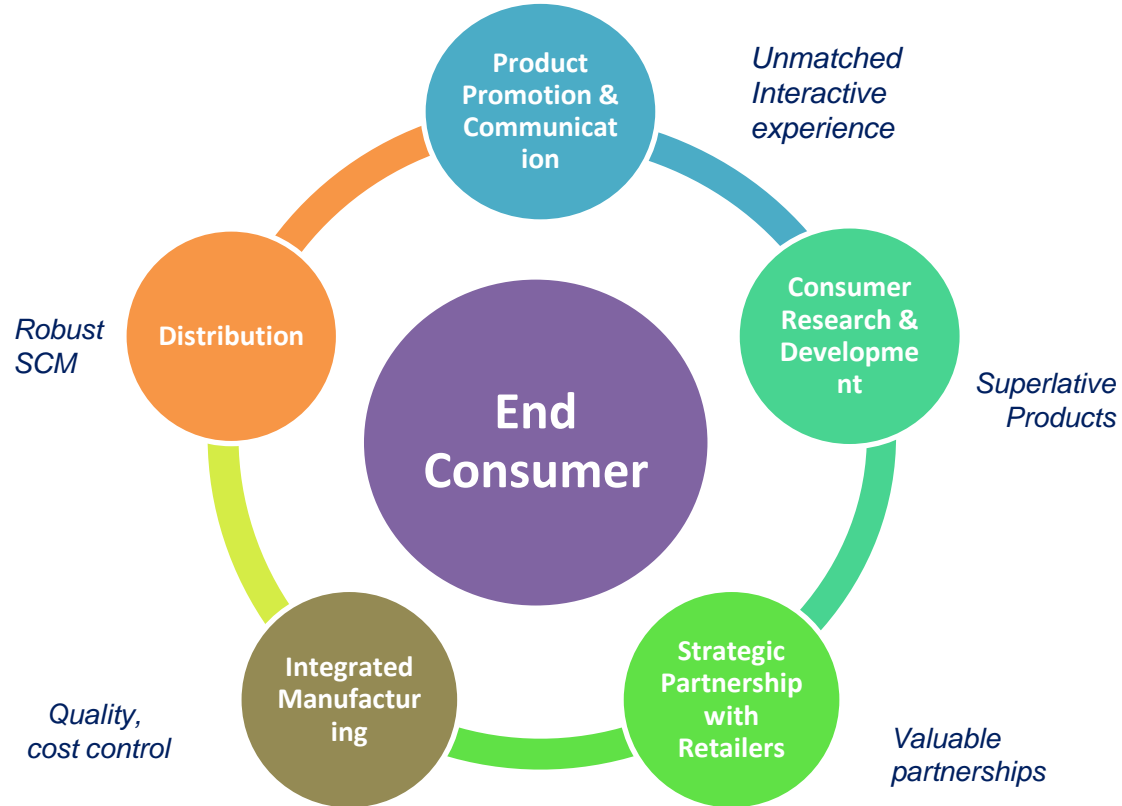 Product
Promotion &
Communicat
ion
Unmatched
Interactive
experience
Consumer
Research &
Developme
nt
Superlative
Products
Strategic
Partnership
with
Retailers
Valuable
partnerships
Integrated
Manufactur
ing
Quality,
cost control
Distribution
Robust
SCM
End
Consumer